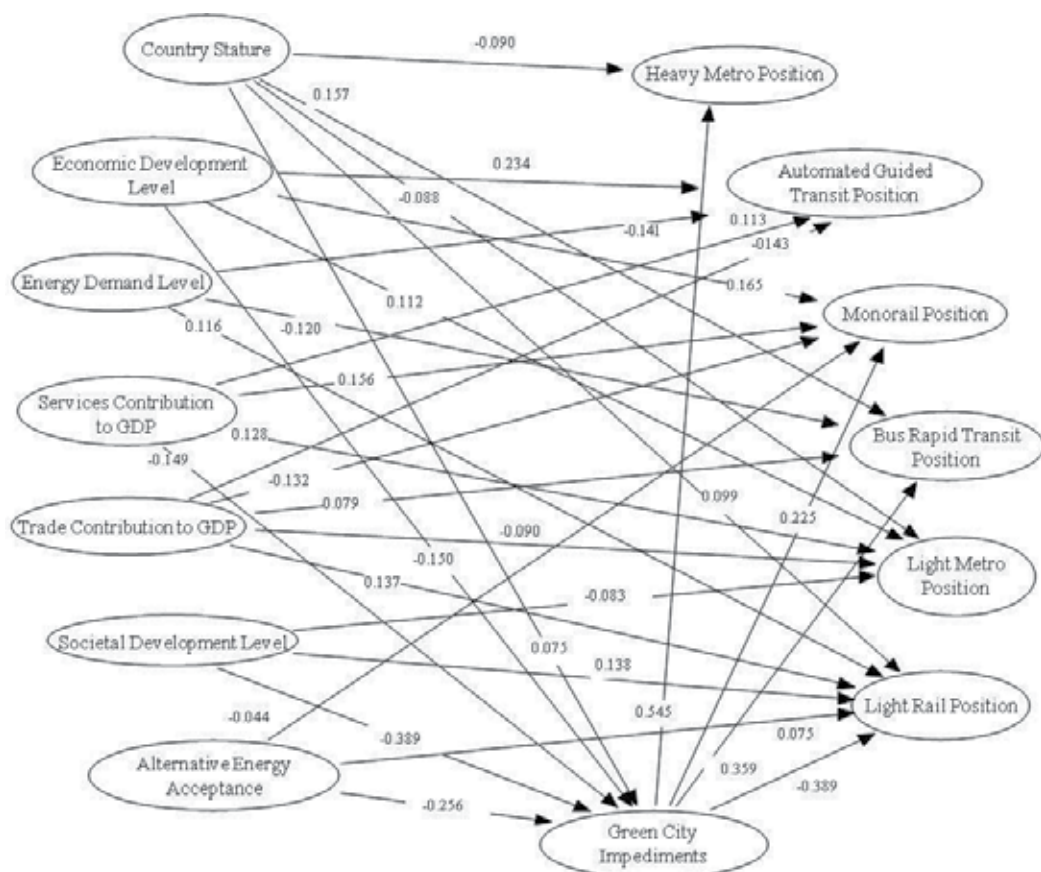 Country Stature
-0.090
Heavy Metro Position
0.157
Economic Development
Level
0.234
Automated Guided
Transit Position
-0.088
0.113
-0143
-0.141
Energy Demand Level
0.165
0.112
Monorail Position
0.116
-0.120
0.156
Services Contribution
to GDP
0.128
Bus Rapid Transit
Position
-0.149
-0.132
-0.079
0.099
Trade Contribution to GDP
0.225
-0.090
Light Metro
Position
-0.150
0.137
-0.083
Societal Development Level
0.075
0.138
Light Rail Position
-0.044
0.545
0.075
-0.389
Alternative Energy
Acceptance
0.359
-0.389
-0.256
Green City
Impediments